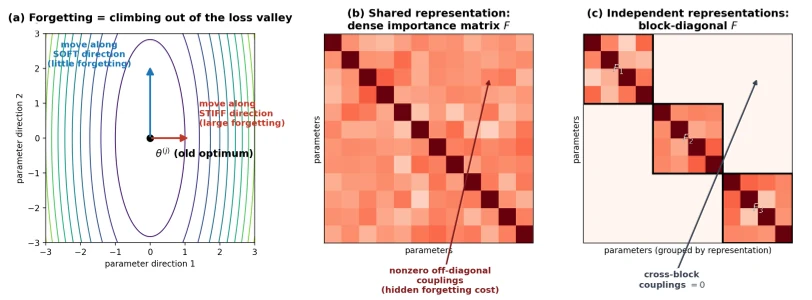 (a) Forgetting = climbing out of the loss valley
move along
SOFT direction
(little forgetting)
move along
STIFF direction
(large forgetting)
θ^(j) (old optimum)
3
2
1
0
−1
−2
−3
−3 −2 −1 0 1 2 3
parameter direction 1
parameter direction 2
(b) Shared representation:
dense importance matrix F
parameters
parameters
nonzero off-diagonal
couplings
(hidden forgetting cost)
(c) Independent representations:
block-diagonal F
F₁
F₂
F₃
parameters
parameters (grouped by representation)
cross-block
couplings = 0